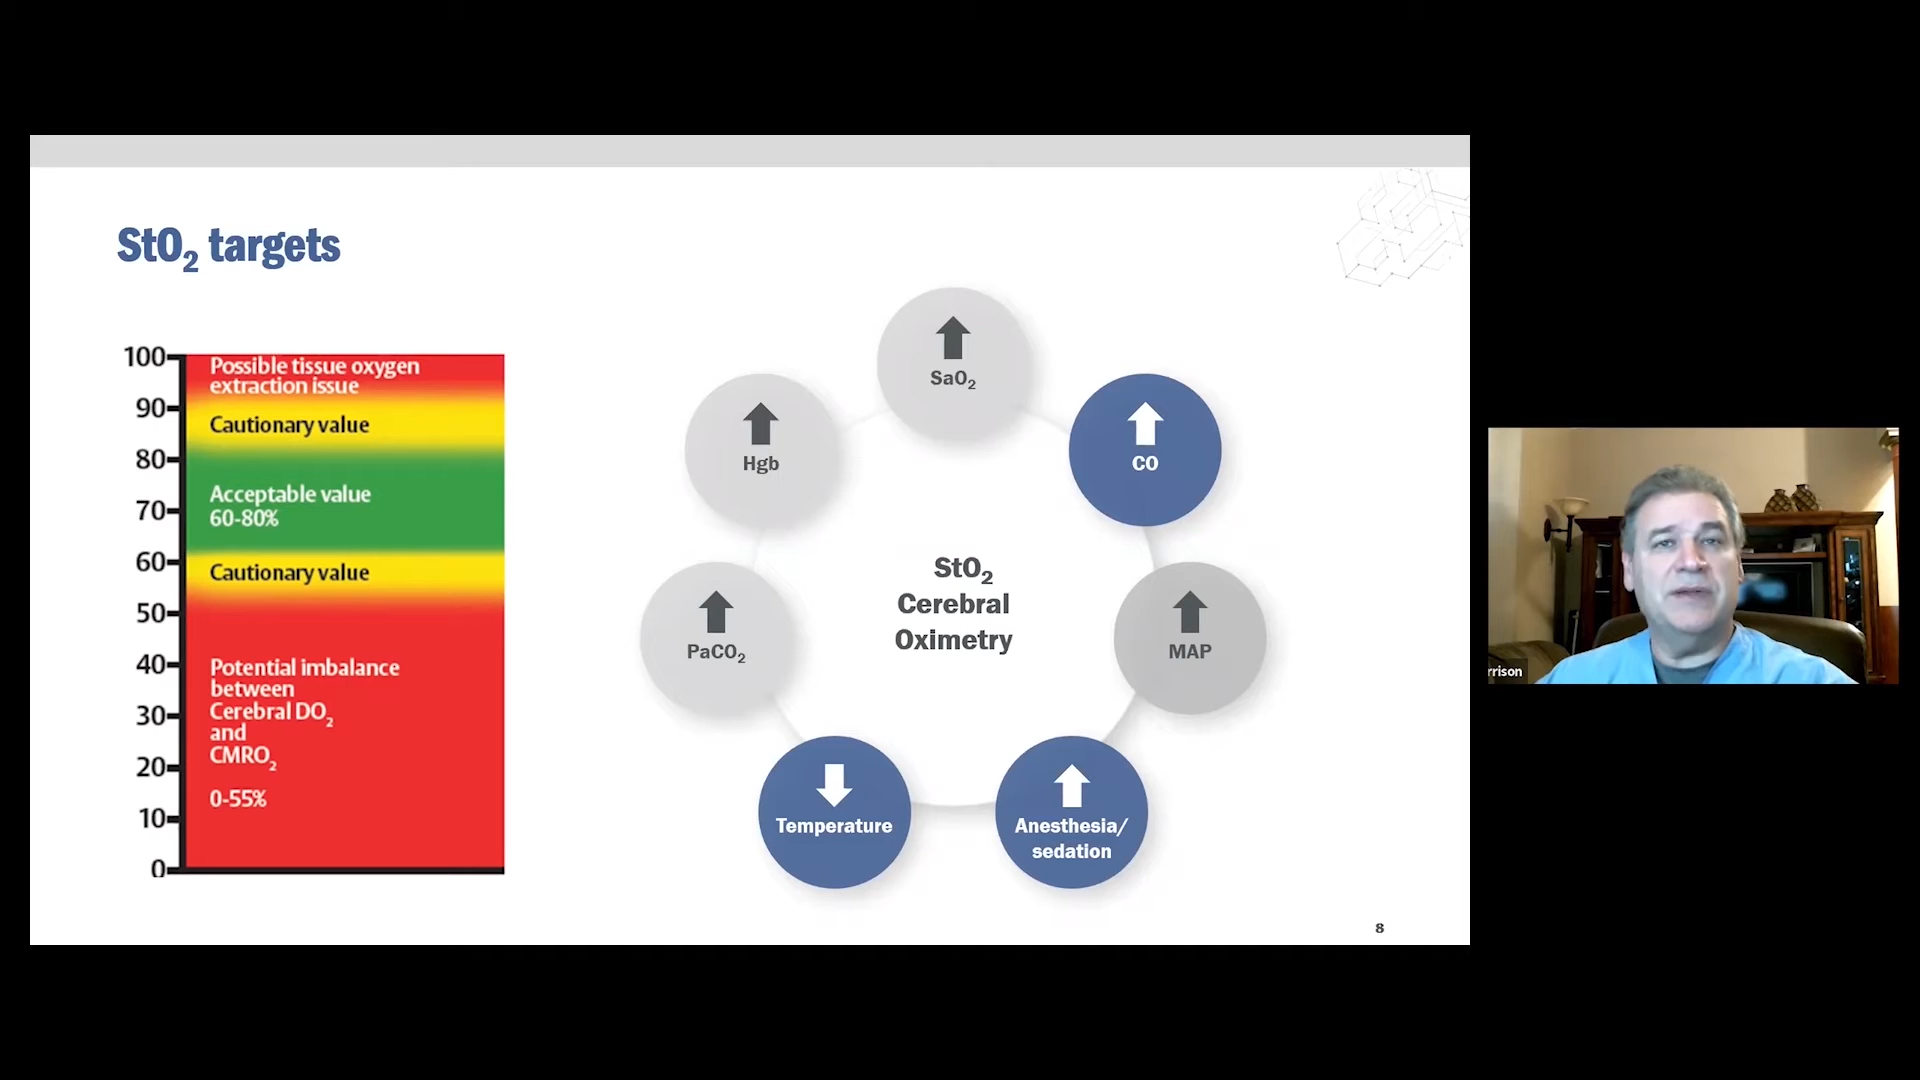 StO₂ targets
100
90
80
70
60
50
40
30
20
10
0
Possible tissue oxygen
extraction issue
Cautionary value
Acceptable value
60-80%
Cautionary value
Potential imbalance
between
Cerebral DO₂
and
CMRO₂
0-55%
SaO₂
Hgb
CO
StO₂
Cerebral
Oximetry
PaCO₂
MAP
Temperature
Anesthesia/
sedation
8
rrison